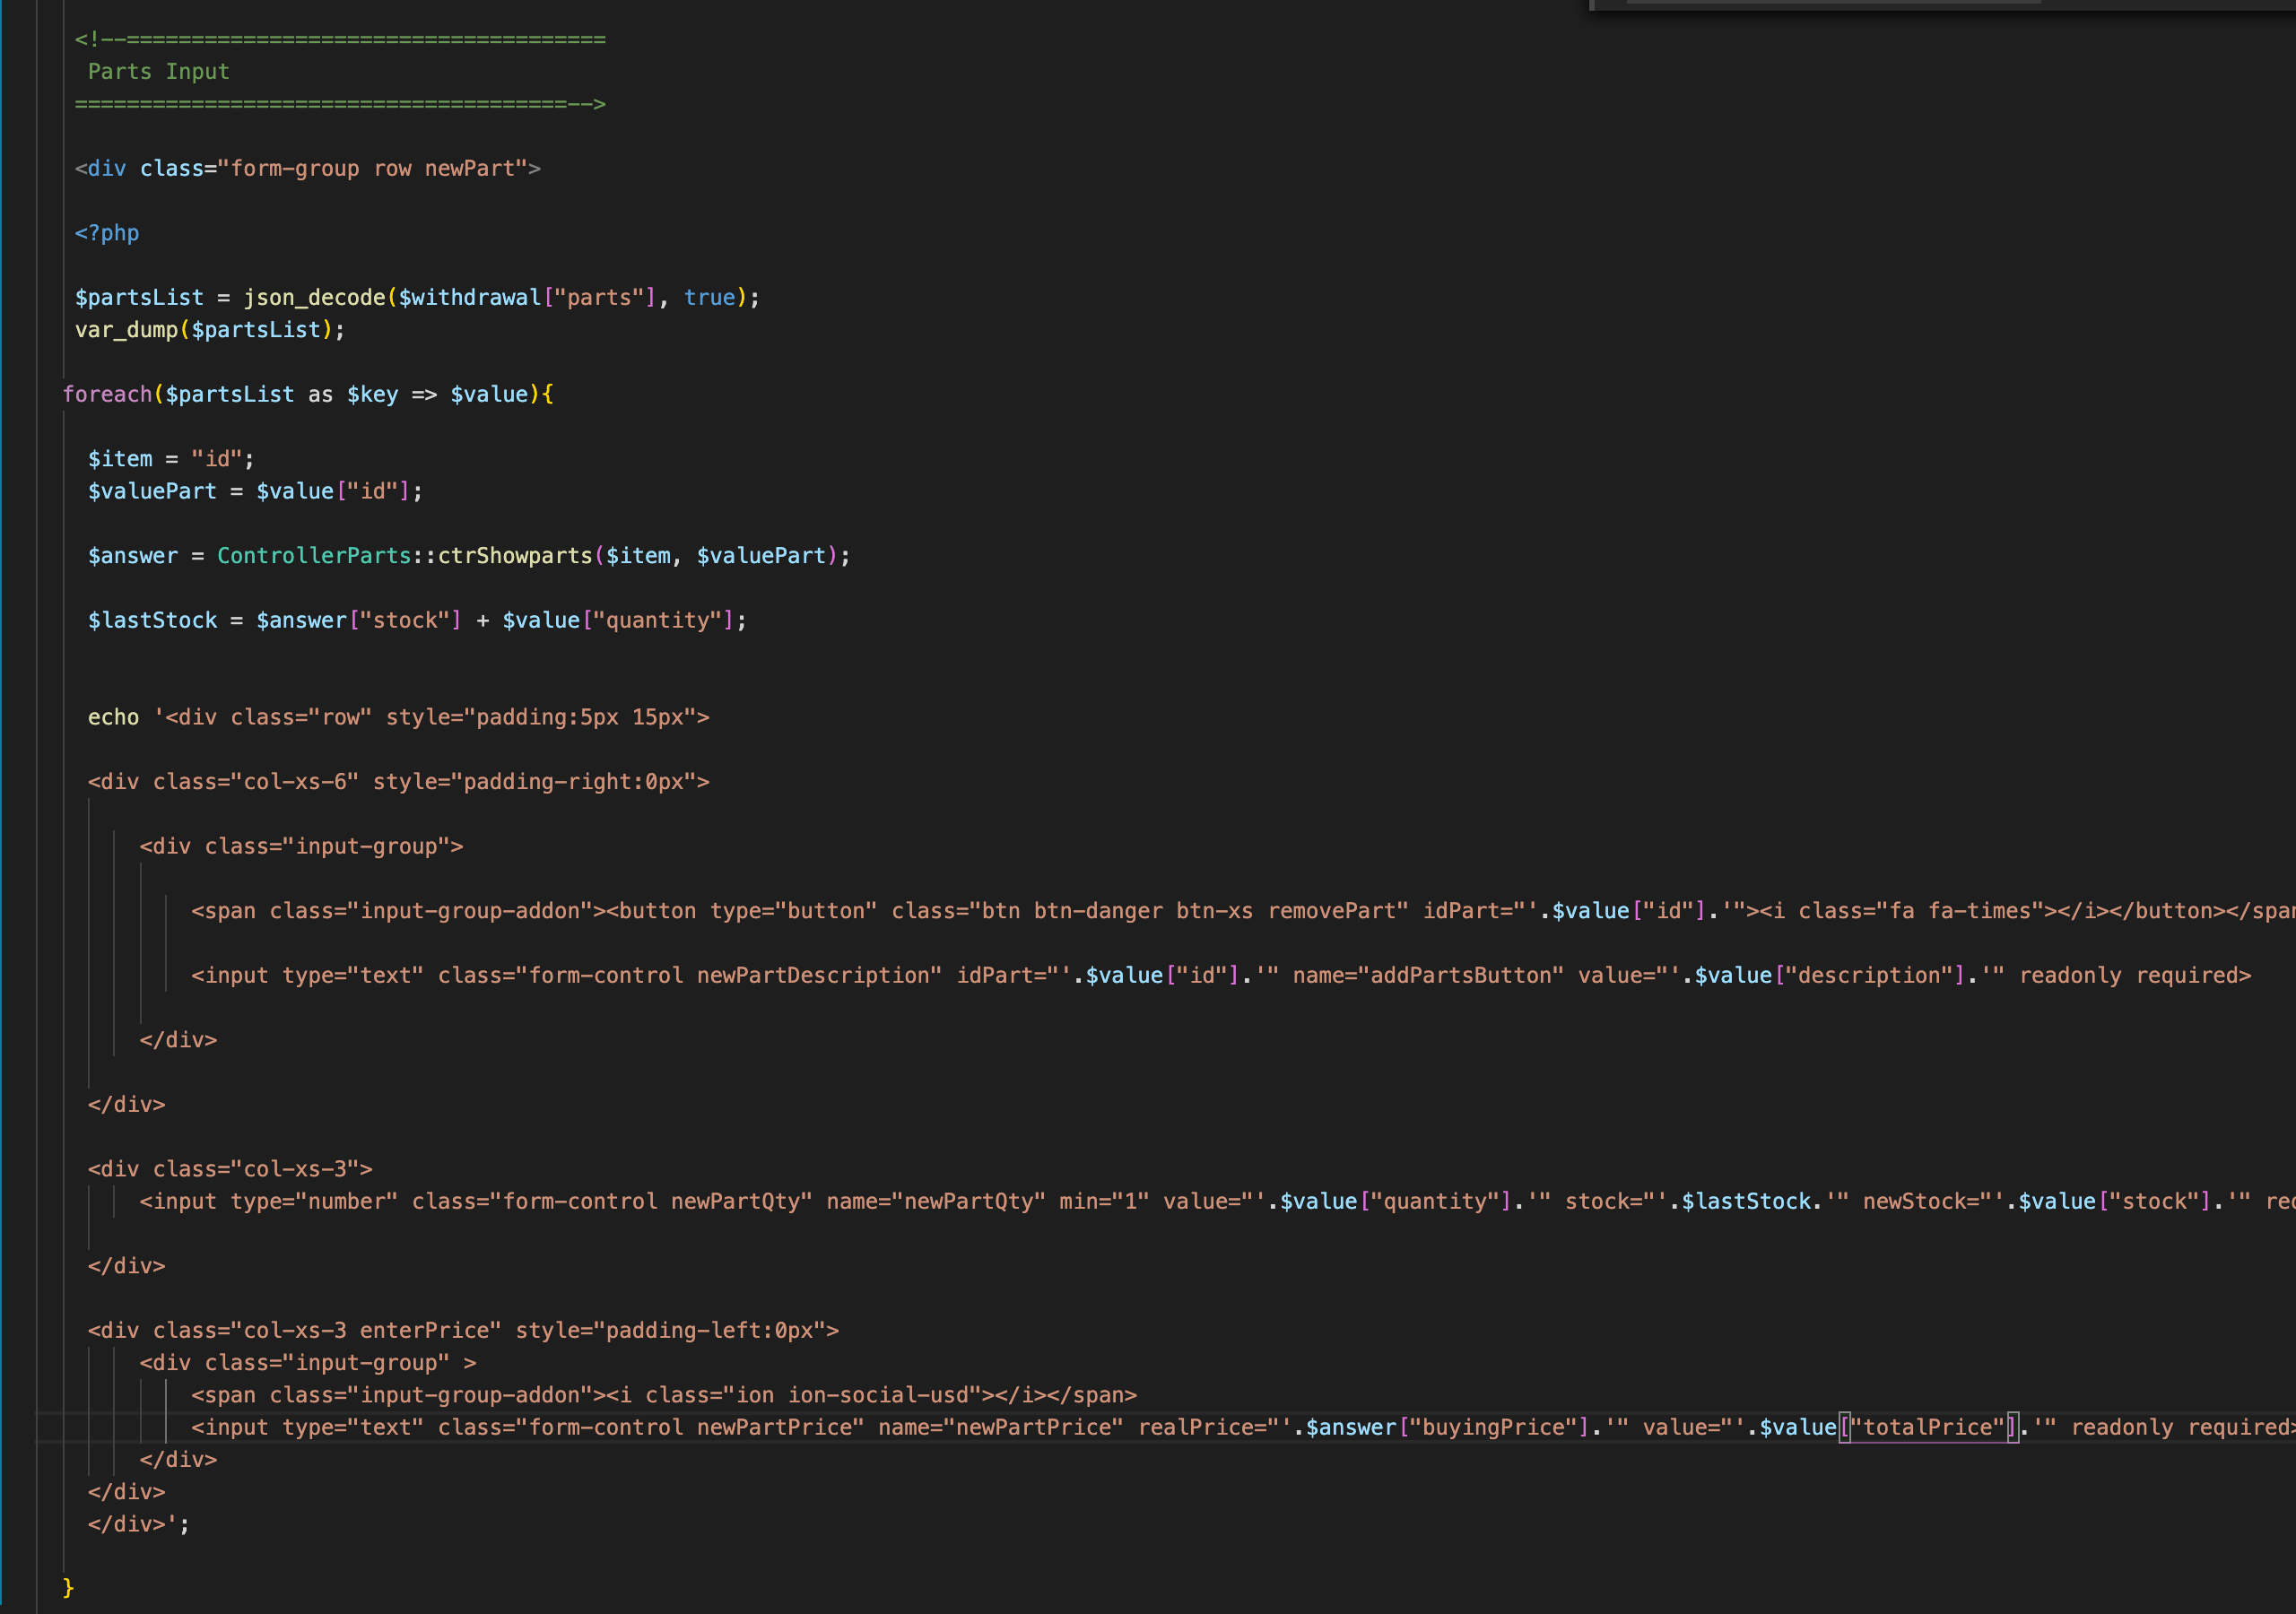 <!--=====================================
Parts Input
======================================-->
<div class="form-group row newPart">
<?php
$partsList = json_decode($withdrawal["parts"], true);
var_dump($partsList);
foreach($partsList as $key => $value){
$item = "id";
$valuePart = $value["id"];
$answer = ControllerParts::ctrShowparts($item, $valuePart);
$lastStock = $answer["stock"] + $value["quantity"];
echo '<div class="row" style="padding:5px 15px">
<div class="col-xs-6" style="padding-right:0px">
<div class="input-group">
<span class="input-group-addon"><button type="button" class="btn btn-danger btn-xs removePart" idPart="'.$value["id"].'"><i class="fa fa-times"></i></button></span
<input type="text" class="form-control newPartDescription" idPart="'.$value["id"].'" name="addPartsButton" value="'.$value["description"].'" readonly required>
</div>
</div>
<div class="col-xs-3">
<input type="number" class="form-control newPartQty" name="newPartQty" min="1" value="'.$value["quantity"].'" stock="'.$lastStock.'" newStock="'.$value["stock"].'"
</div>
<div class="col-xs-3 enterPrice" style="padding-left:0px">
<div class="input-group" >
<span class="input-group-addon"><i class="ion ion-social-usd"></i></span>
<input type="text" class="form-control newPartPrice" name="newPartPrice" realPrice="'.$answer["buyingPrice"].'" value="'.$value["totalPrice"].'" readonly required>
</div>
</div>
</div>';
}